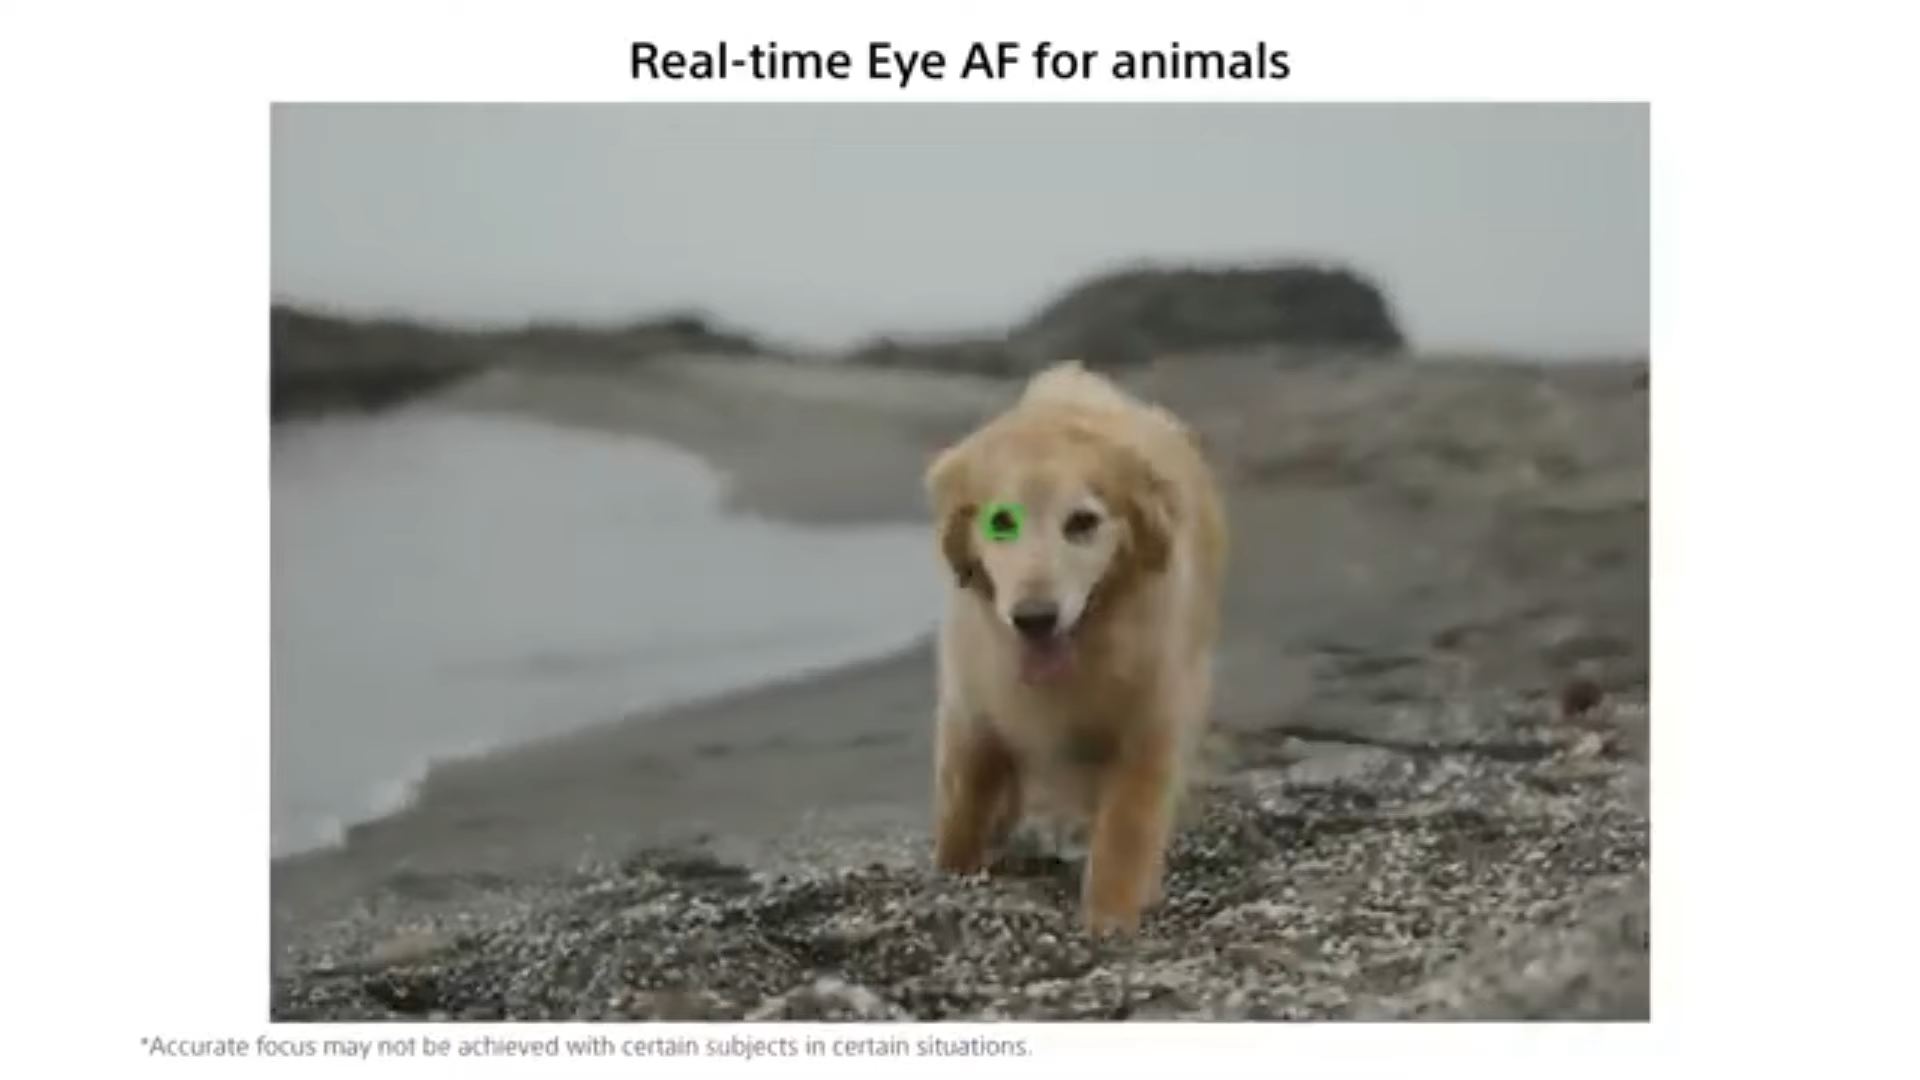 Real-time Eye AF for animals
*Accurate focus may not be achieved with certain subjects in certain situations.